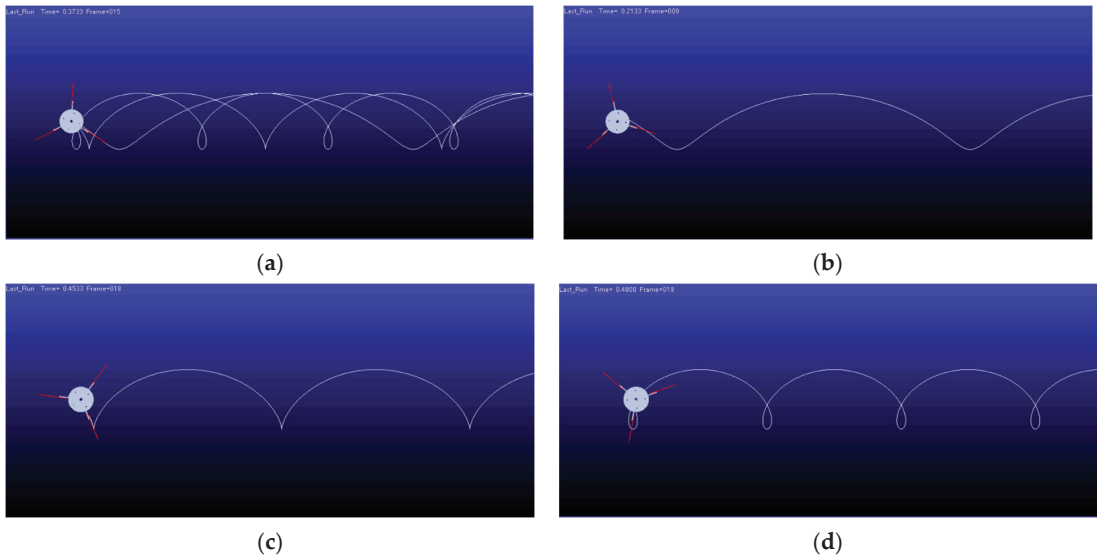 Last_Run Time= 0.3733 Frame=015
Last_Run Time= 0.2133 Frame=009
(a)
(b)
Last_Run Time= 0.4533 Frame=018
Last_Run Time= 0.4800 Frame=019
(c)
(d)